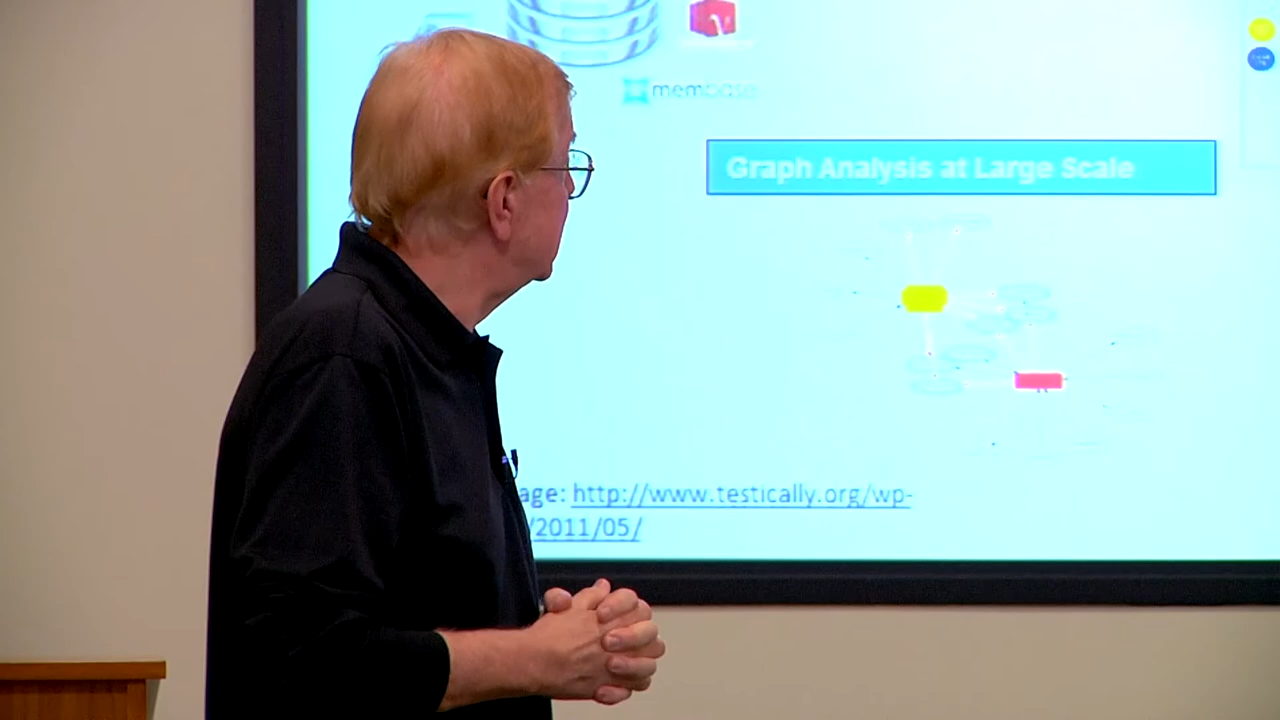 membase
Graph Analysis at Large Scale
age: http://www.testically.org/wp-
/2011/05/